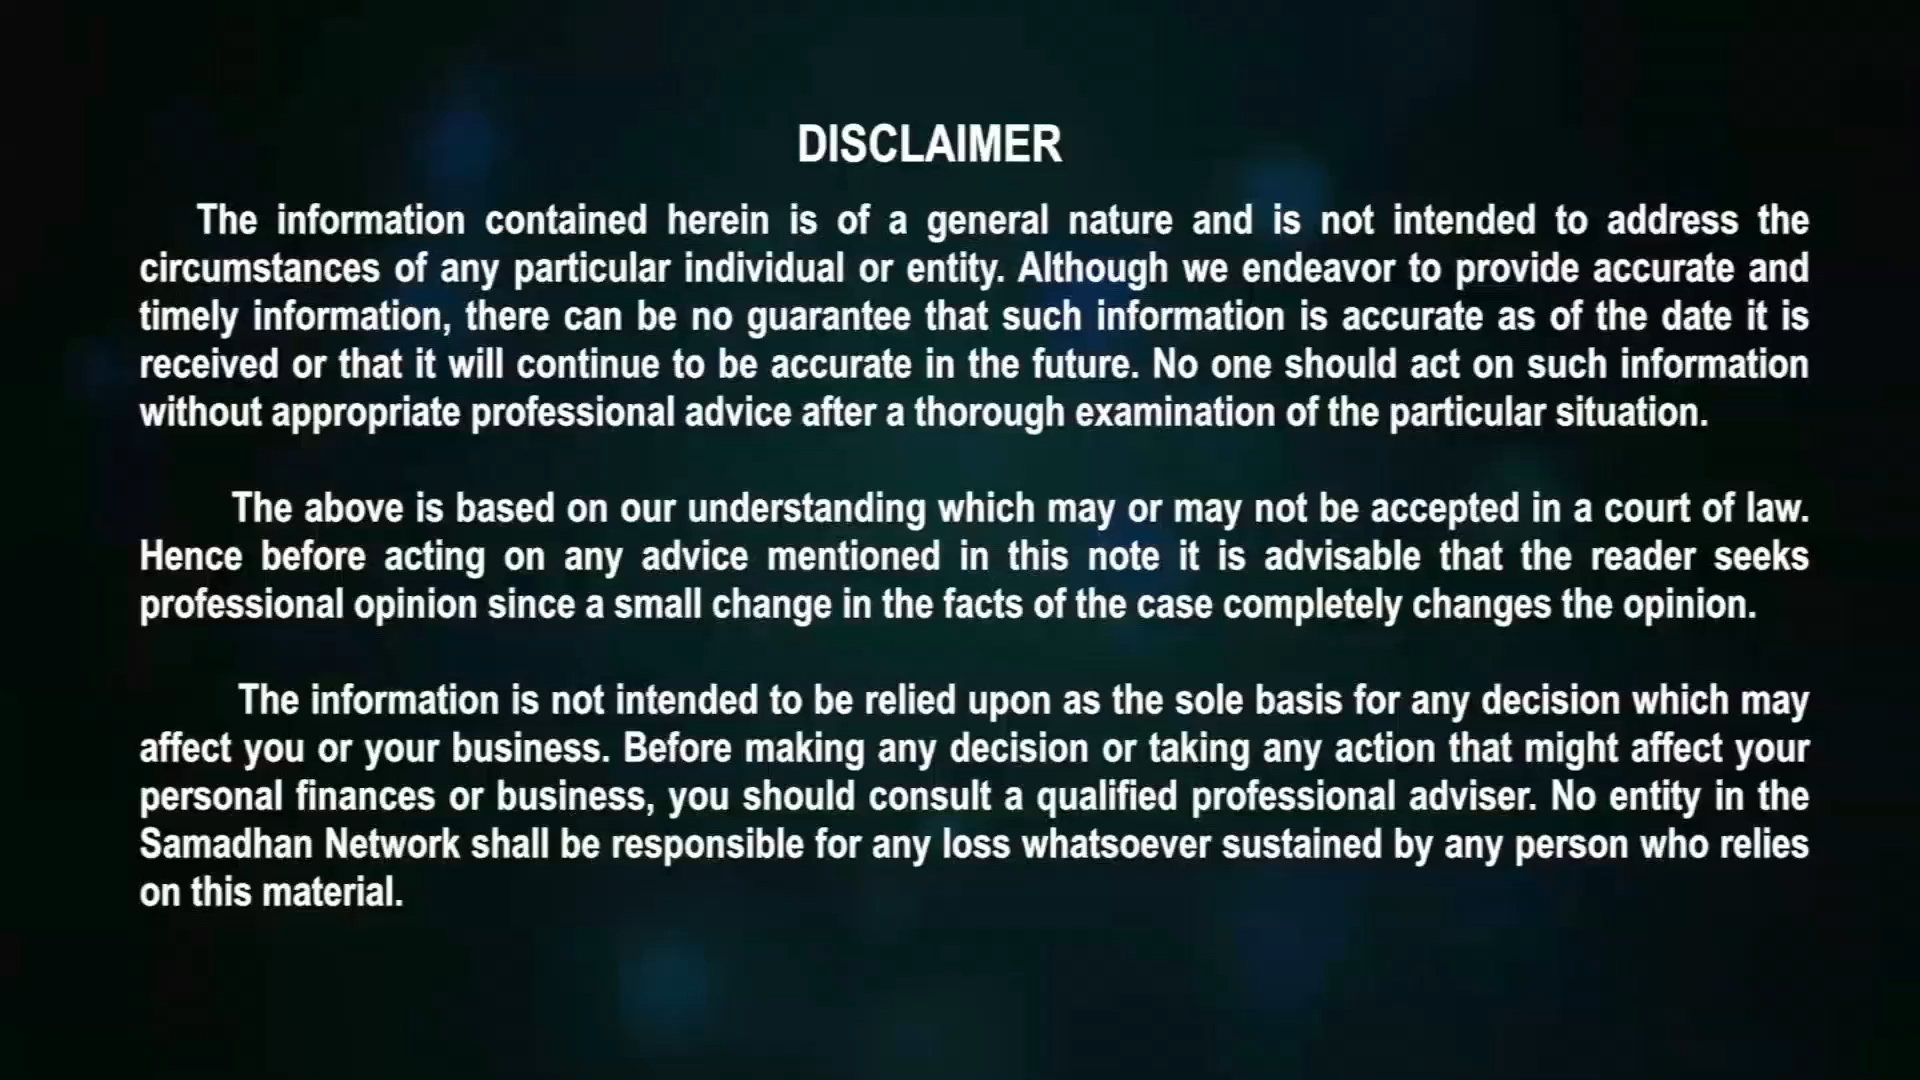 DISCLAIMER
The information contained herein is of a general nature and is not intended to address the
circumstances of any particular individual or entity. Although we endeavor to provide accurate and
timely information, there can be no guarantee that such information is accurate as of the date it is
received or that it will continue to be accurate in the future. No one should act on such information
without appropriate professional advice after a thorough examination of the particular situation.
The above is based on our understanding which may or may not be accepted in a court of law.
Hence before acting on any advice mentioned in this note it is advisable that the reader seeks
professional opinion since a small change in the facts of the case completely changes the opinion.
The information is not intended to be relied upon as the sole basis for any decision which may
affect you or your business. Before making any decision or taking any action that might affect your
personal finances or business, you should consult a qualified professional adviser. No entity in the
Samadhan Network shall be responsible for any loss whatsoever sustained by any person who relies
on this material.